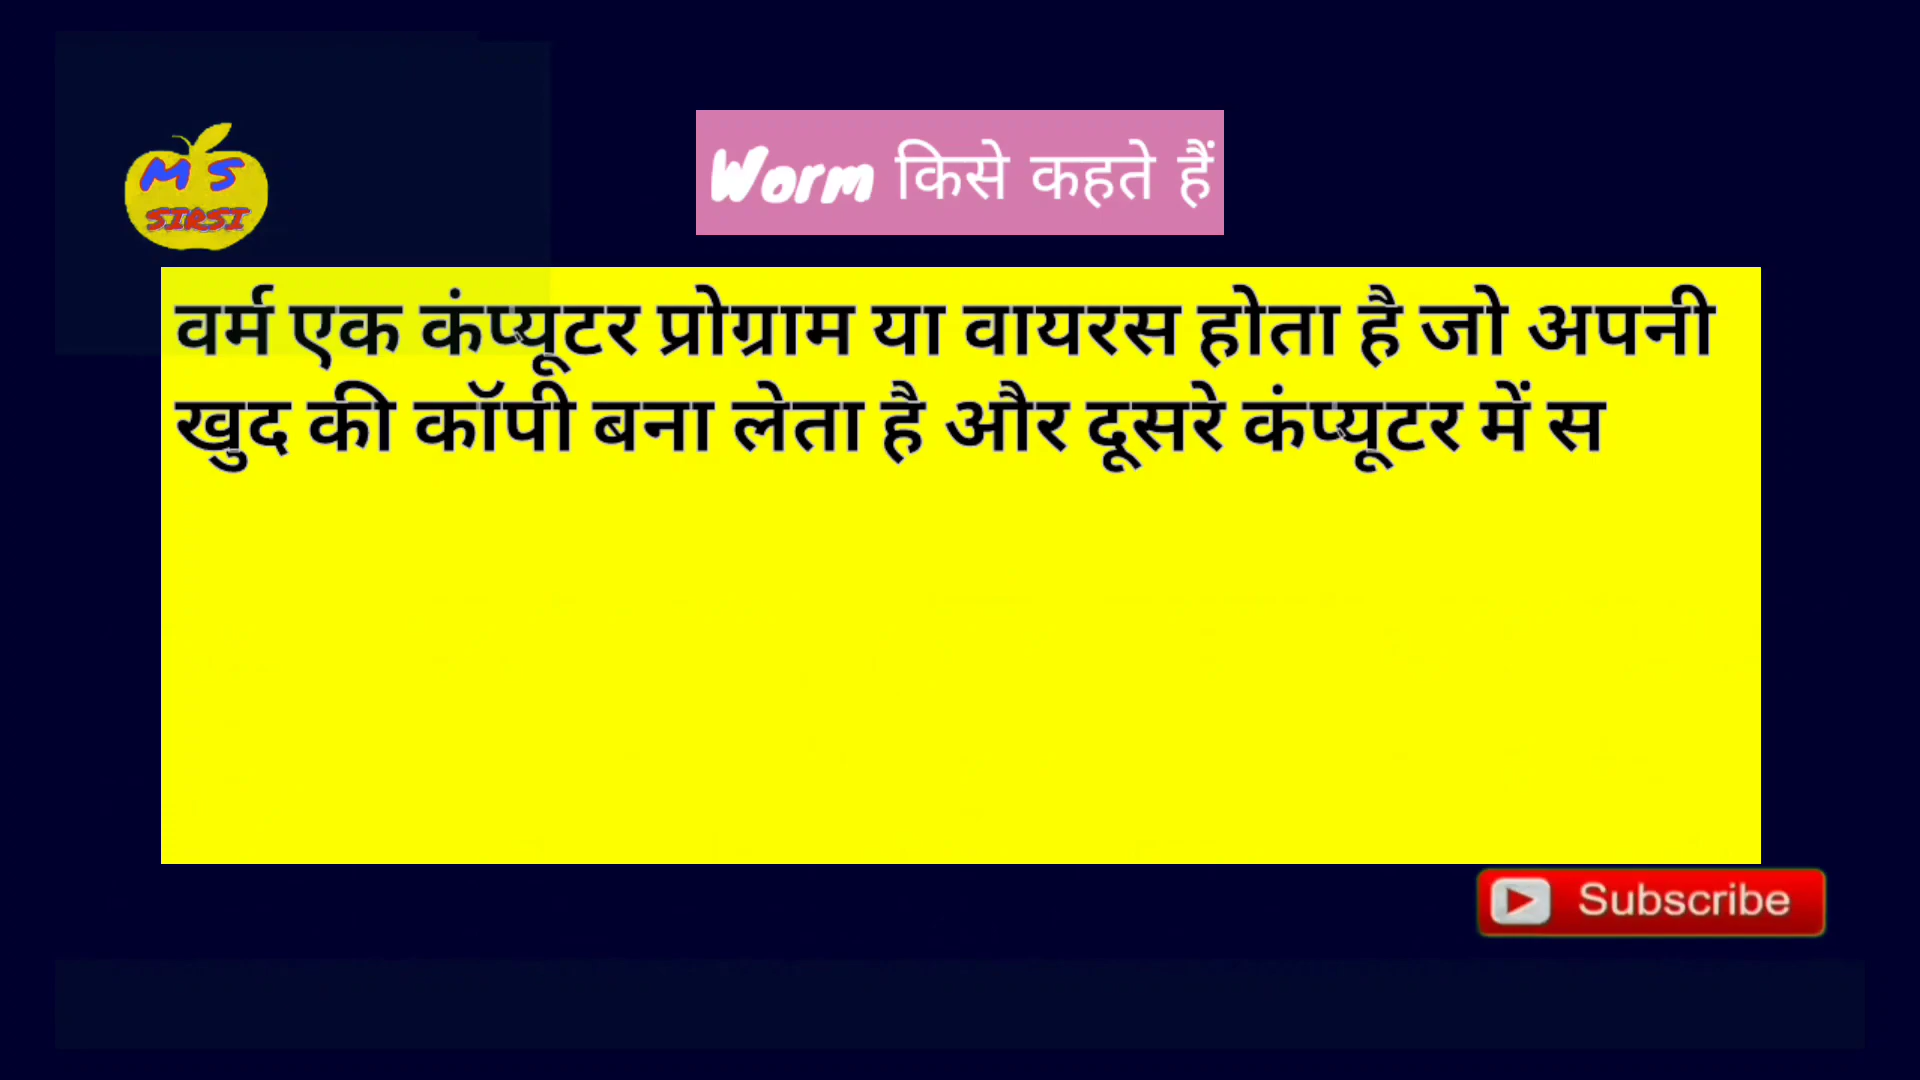 M S
SIRSI
Worm किसे कहते हैं
वर्म एक कंप्यूटर प्रोग्राम या वायरस होता है जो अपनी
खुद की कॉपी बना लेता है और दूसरे कंप्यूटर में स
Subscribe